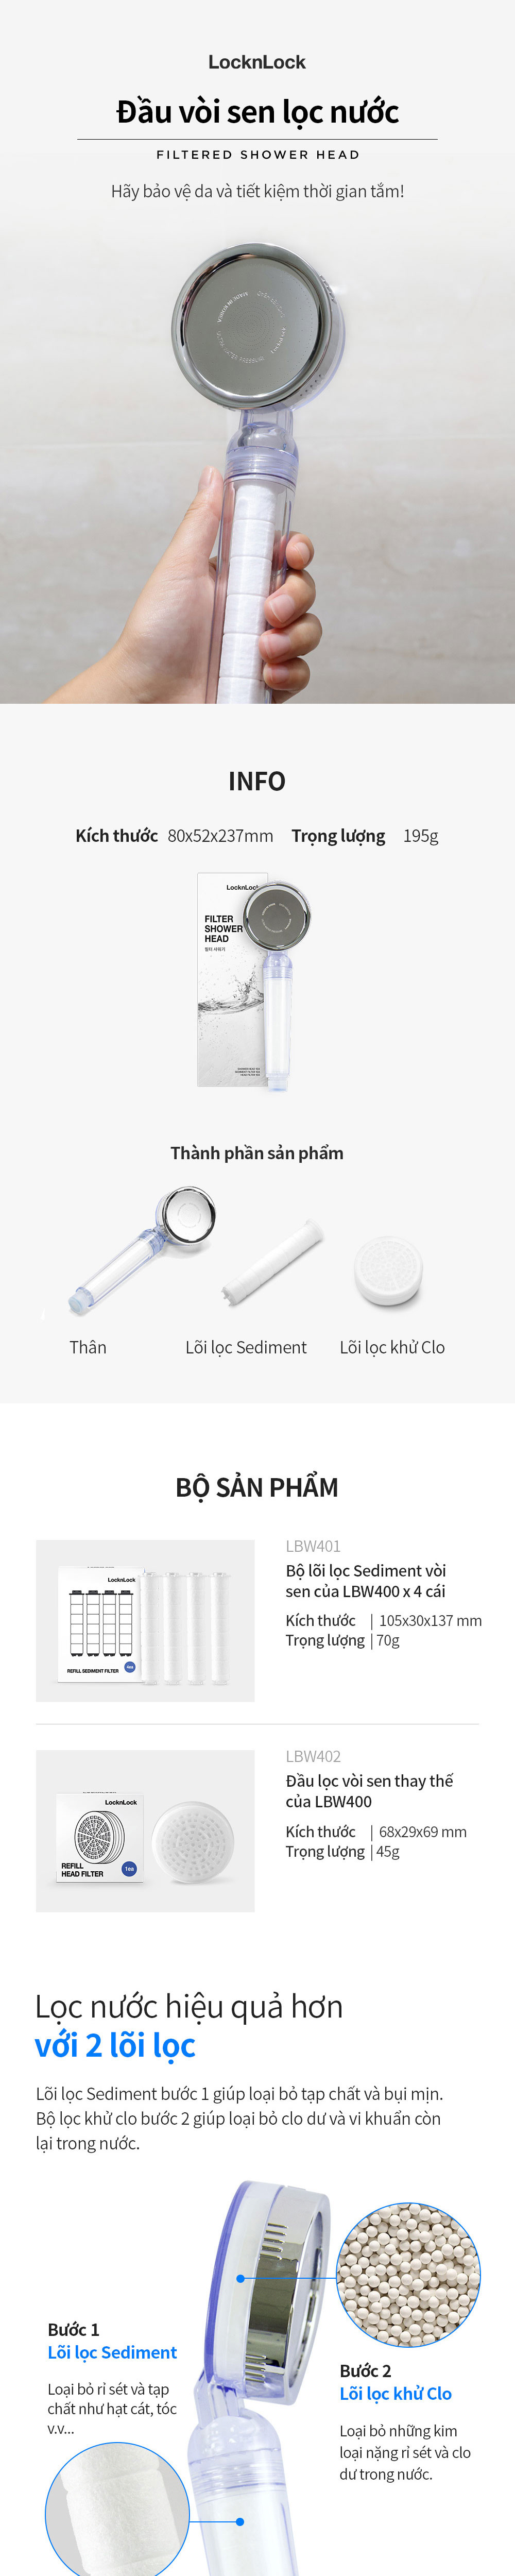 LocknLock
Đầu vòi sen lọc nước
FILTERED SHOWER HEAD
Hãy bảo vệ da và tiết kiệm thời gian tắm!
INFO
Kích thước 80x52x237mm Trọng lượng 195g
LocknLock
FILTER
SHOWER
HEAD
필터 샤워기
Thành phần sản phẩm
Thân Lõi lọc Sediment Lõi lọc khử Clo
BỘ SẢN PHẨM
LocknLock
4ea
REFILL SEDIMENT FILTER
LBW401
Bộ lõi lọc Sediment vòi
sen của LBW400 x 4 cái
Kích thước | 105x30x137 mm
Trọng lượng | 70g
LocknLock
REFILL
HEAD FILTER
1ea
LBW402
Đầu lọc vòi sen thay thế
của LBW400
Kích thước | 68x29x69 mm
Trọng lượng | 45g
Lọc nước hiệu quả hơn
với 2 lõi lọc
Lõi lọc Sediment bước 1 giúp loại bỏ tạp chất và bụi mịn.
Bộ lọc khử clo bước 2 giúp loại bỏ clo dư và vi khuẩn còn
lại trong nước.
Bước 1
Lõi lọc Sediment
Loại bỏ rỉ sét và tạp
chất như hạt cát, tóc
v.v...
Bước 2
Lõi lọc khử Clo
Loại bỏ những kim
loại nặng rỉ sét và clo
dư trong nước.